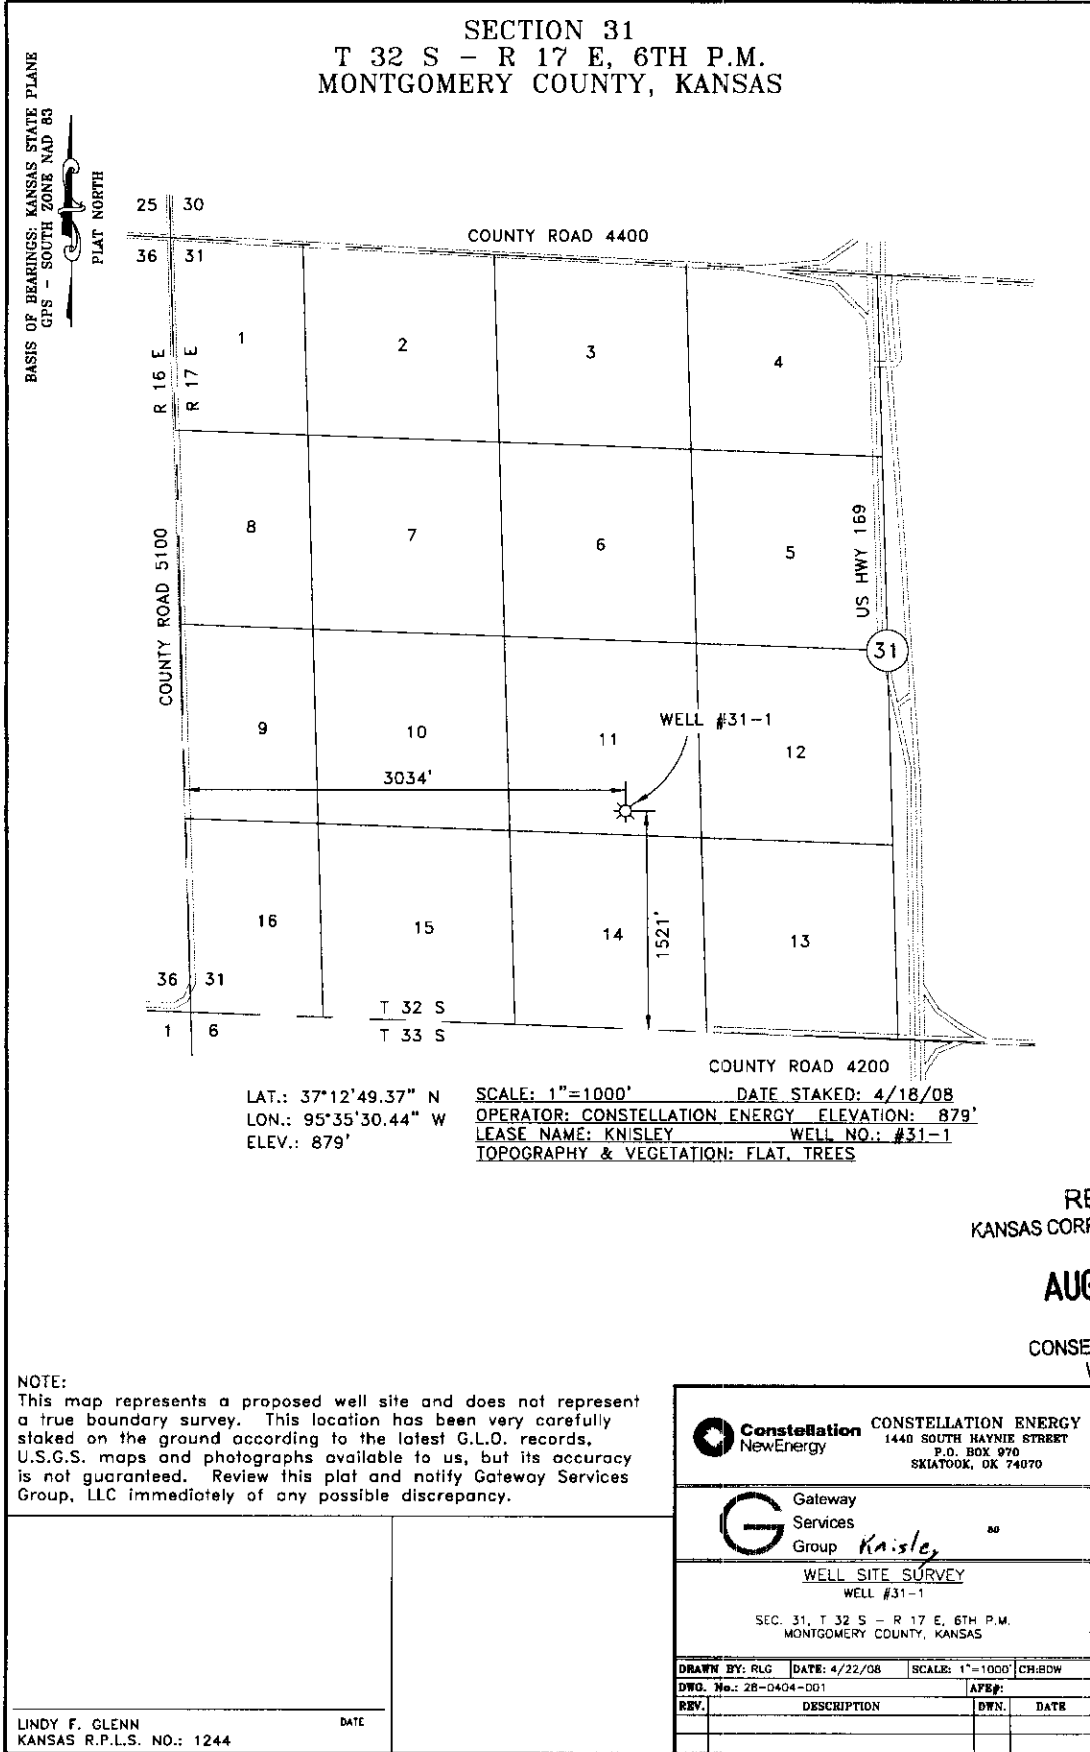 SECTION 31
T 32 S - R 17 E, 6TH P.M.
MONTGOMERY COUNTY, KANSAS
BASIS OF BEARINGS: KANSAS STATE PLANE
GPS - SOUTH ZONE NAD 83
PLAT NORTH
25 30
36 31
COUNTY ROAD 4400
R 16 E
R 17 E
1
2
3
4
8
7
6
5
COUNTY ROAD 5100
US HWY 169
31
WELL #31-1
9
10
11
12
3034'
16
15
14
1521'
13
36 31
1 6
T 32 S
T 33 S
COUNTY ROAD 4200
LAT.: 37°12'49.37" N
LON.: 95°35'30.44" W
ELEV.: 879'
SCALE: 1"=1000' DATE STAKED: 4/18/08
OPERATOR: CONSTELLATION ENERGY ELEVATION: 879'
LEASE NAME: KNISLEY WELL NO.: #31-1
TOPOGRAPHY & VEGETATION: FLAT, TREES
RE
KANSAS CORP
AUG
CONSE
NOTE:
This map represents a proposed well site and does not represent
a true boundary survey. This location has been very carefully
staked on the ground according to the latest G.L.O. records,
U.S.G.S. maps and photographs available to us, but its accuracy
is not guaranteed. Review this plat and notify Gateway Services
Group, LLC immediately of any possible discrepancy.
LINDY F. GLENN DATE
KANSAS R.P.L.S. NO.: 1244
Constellation
NewEnergy
CONSTELLATION ENERGY
1440 SOUTH HAYNIE STREET
P.O. BOX 970
SKIATOOK, OK 74070
Gateway
Services
Group
Knisley
WELL SITE SURVEY
WELL #31-1
SEC. 31, T 32 S - R 17 E, 6TH P.M.
MONTGOMERY COUNTY, KANSAS
DRAWN BY: RLG DATE: 4/22/08 SCALE: 1"=1000' CH:BDW
DWG. No.: 28-0404-001 AFE#:
REV. DESCRIPTION DWN. DATE